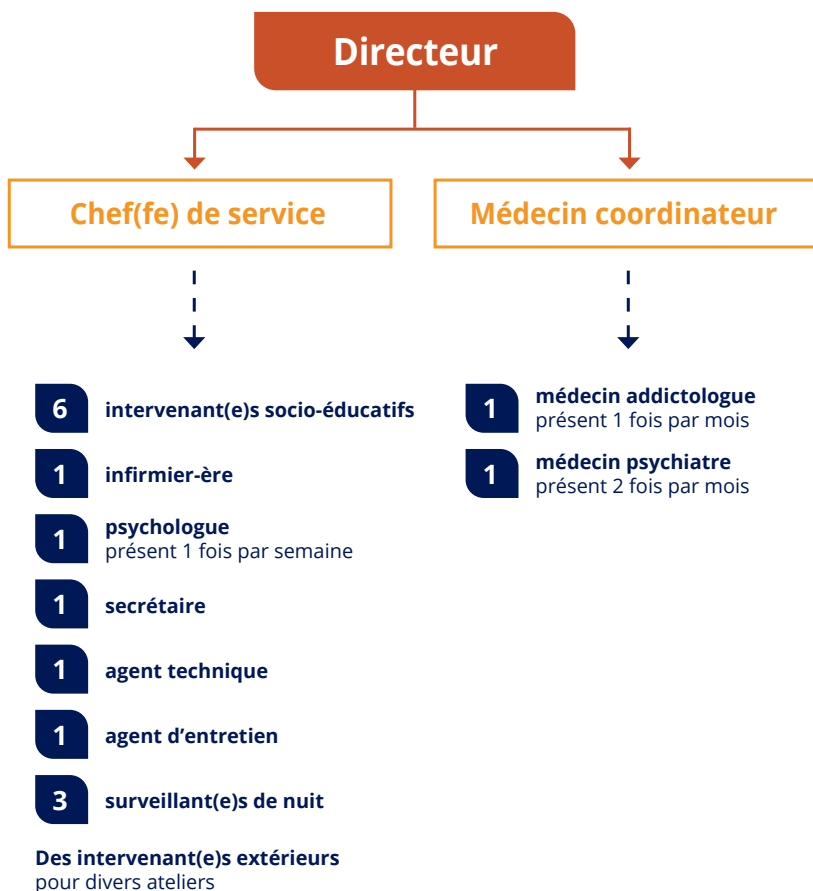 Directeur
Chef(fe) de service
Médecin coordinateur
6
intervenant(e)s socio-éducatifs
1
infirmier-ère
1
psychologue
présent 1 fois par semaine
1
secrétaire
1
agent technique
1
agent d’entretien
3
surveillant(e)s de nuit
Des intervenant(e)s extérieurs
pour divers ateliers
1
médecin addictologue
présent 1 fois par mois
1
médecin psychiatre
présent 2 fois par mois